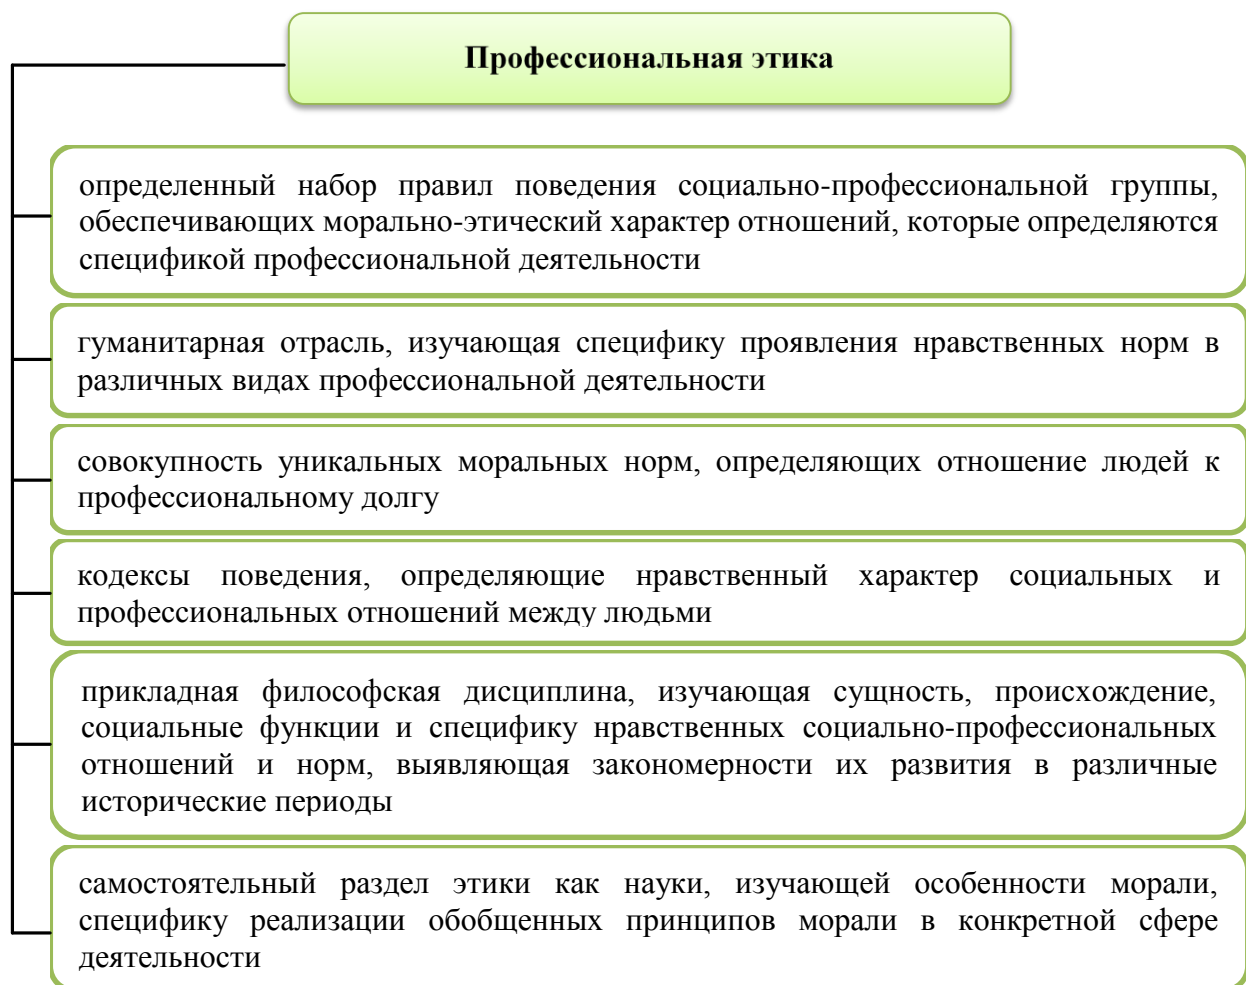 Профессиональная этика
определенный набор правил поведения социально-профессиональной группы,
обеспечивающих морально-этический характер отношений, которые определяются
спецификой профессиональной деятельности
гуманитарная отрасль, изучающая специфику проявления нравственных норм в
различных видах профессиональной деятельности
совокупность уникальных моральных норм, определяющих отношение людей к
профессиональному долгу
кодексы поведения, определяющие нравственный характер социальных и
профессиональных отношений между людьми
прикладная философская дисциплина, изучающая сущность, происхождение,
социальные функции и специфику нравственных социально-профессиональных
отношений и норм, выявляющая закономерности их развития в различные
исторические периоды
самостоятельный раздел этики как науки, изучающей особенности морали,
специфику реализации обобщенных принципов морали в конкретной сфере
деятельности